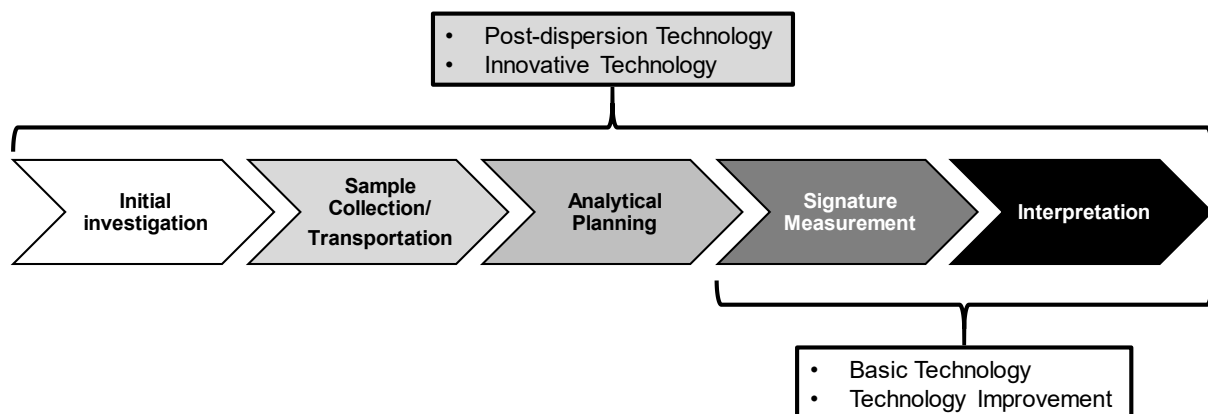 • Post-dispersion Technology
• Innovative Technology
Initial
investigation
Sample
Collection/
Transportation
Analytical
Planning
Signature
Measurement
Interpretation
• Basic Technology
• Technology Improvement